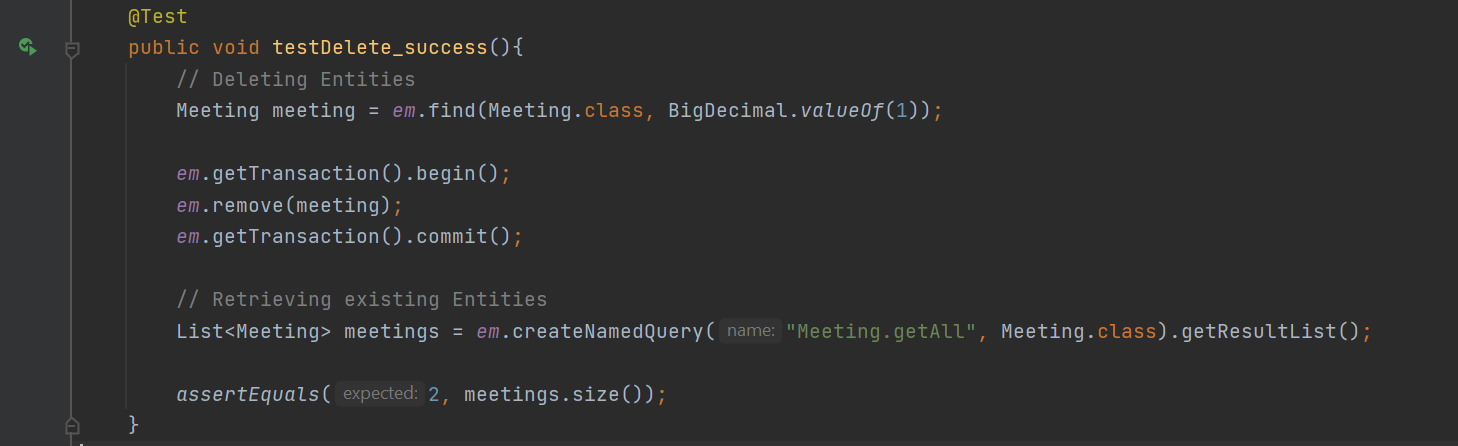 @Test
public void testDelete_success(){
// Deleting Entities
Meeting meeting = em.find(Meeting.class, BigDecimal.valueOf(1));
em.getTransaction().begin();
em.remove(meeting);
em.getTransaction().commit();
// Retrieving existing Entities
List<Meeting> meetings = em.createNamedQuery( name: "Meeting.getAll", Meeting.class).getResultList();
assertEquals( expected: 2, meetings.size());
}